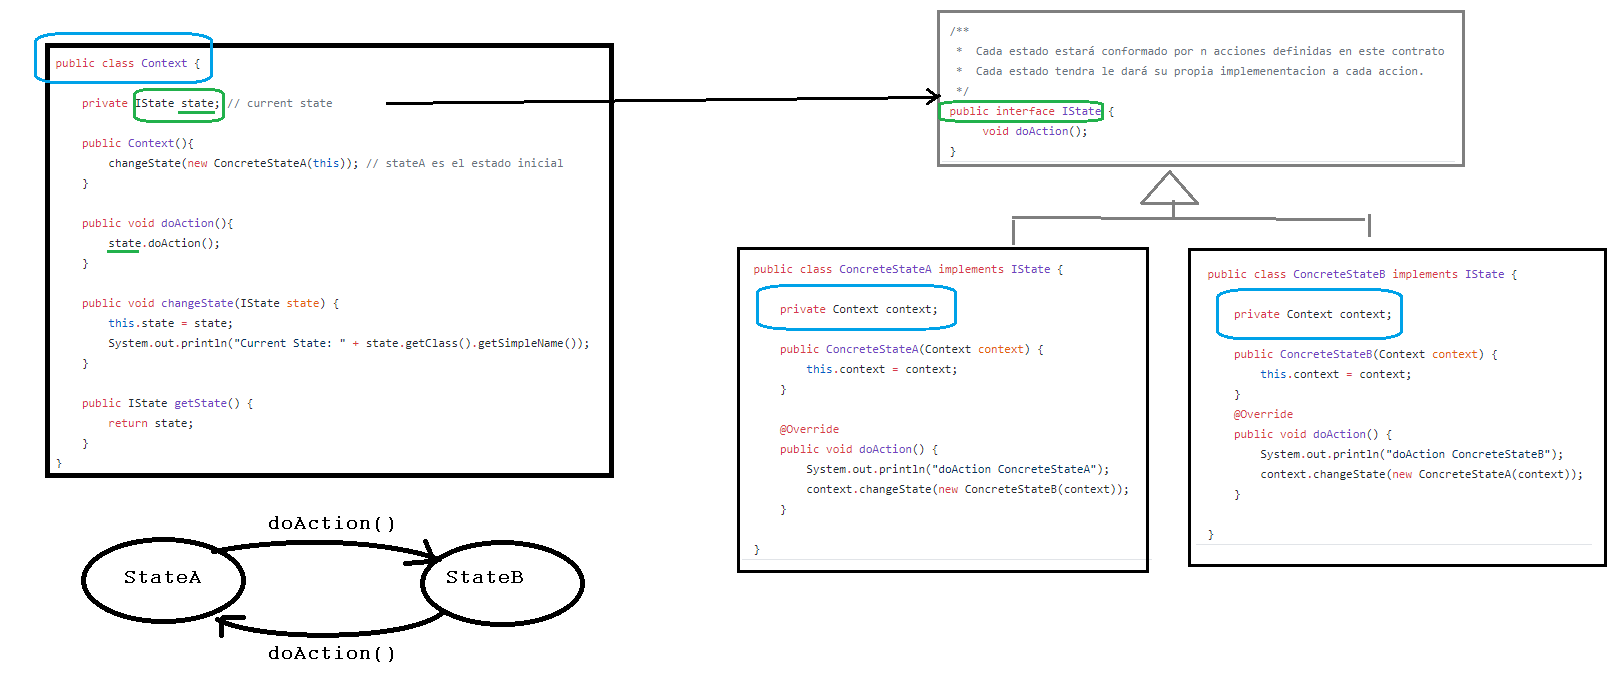 public class Context {
private IState state; // current state
public Context(){
changeState(new ConcreteStateA(this)); // stateA es el estado inicial
}
public void doAction(){
state.doAction();
}
public void changeState(IState state) {
this.state = state;
System.out.println("Current State: " + state.getClass().getSimpleName());
}
public IState getState() {
return state;
}
}
/**
* Cada estado estará conformado por n acciones definidas en este contrato
* Cada estado tendra le dará su propia implemenentacion a cada accion.
*/
public interface IState {
void doAction();
}
public class ConcreteStateA implements IState {
private Context context;
public ConcreteStateA(Context context) {
this.context = context;
}
@Override
public void doAction() {
System.out.println("doAction ConcreteStateA");
context.changeState(new ConcreteStateB(context));
}
}
public class ConcreteStateB implements IState {
private Context context;
public ConcreteStateB(Context context) {
this.context = context;
}
@Override
public void doAction() {
System.out.println("doAction ConcreteStateB");
context.changeState(new ConcreteStateA(context));
}
}
doAction()
StateA
StateB
doAction()